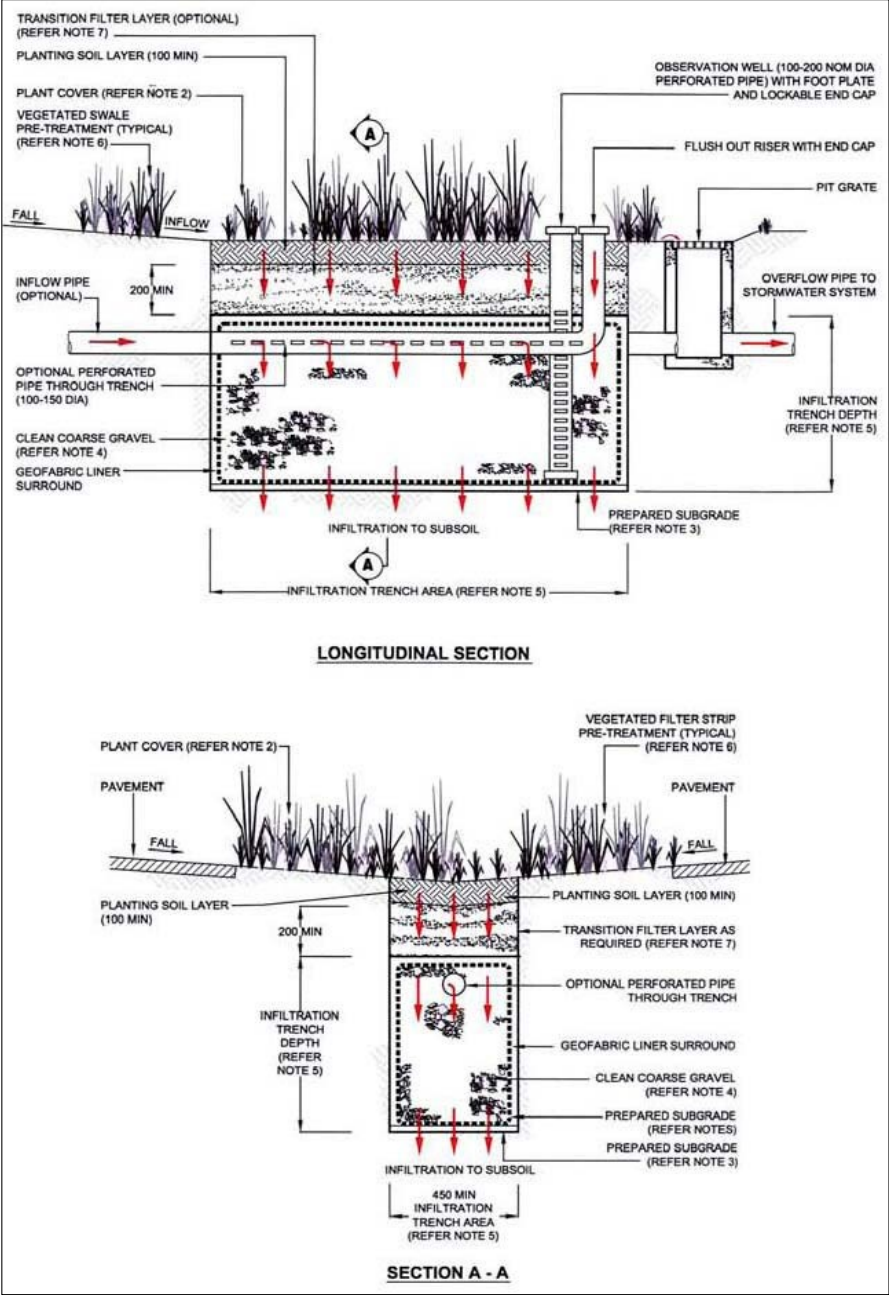 TRANSITION FILTER LAYER (OPTIONAL)
(REFER NOTE 7)
PLANTING SOIL LAYER (100 MIN)
PLANT COVER (REFER NOTE 2)
VEGETATED SWALE
PRE-TREATMENT (TYPICAL)
(REFER NOTE 6)
FALL
INFLOW
A
OBSERVATION WELL (100-200 NOM DIA
PERFORATED PIPE) WITH FOOT PLATE
AND LOCKABLE END CAP
FLUSH OUT RISER WITH END CAP
PIT GRATE
INFLOW PIPE
(OPTIONAL)
200 MIN
OVERFLOW PIPE TO
STORMWATER SYSTEM
OPTIONAL PERFORATED
PIPE THROUGH TRENCH
(100-150 DIA)
CLEAN COARSE GRAVEL
(REFER NOTE 4)
GEOFABRIC LINER
SURROUND
INFILTRATION
TRENCH DEPTH
(REFER NOTE 5)
PREPARED SUBGRADE
(REFER NOTE 3)
INFILTRATION TO SUBSOIL
A
INFILTRATION TRENCH AREA (REFER NOTE 5)
LONGITUDINAL SECTION
PLANT COVER (REFER NOTE 2)
VEGETATED FILTER STRIP
PRE-TREATMENT (TYPICAL)
(REFER NOTE 6)
PAVEMENT
PAVEMENT
FALL
FALL
PLANTING SOIL LAYER
(100 MIN)
200 MIN
PLANTING SOIL LAYER (100 MIN)
TRANSITION FILTER LAYER AS
REQUIRED (REFER NOTE 7)
OPTIONAL PERFORATED PIPE
THROUGH TRENCH
INFILTRATION
TRENCH
DEPTH
(REFER
NOTE 5)
GEOFABRIC LINER SURROUND
CLEAN COARSE GRAVEL
(REFER NOTE 4)
PREPARED SUBGRADE
(REFER NOTES)
PREPARED SUBGRADE
(REFER NOTE 3)
INFILTRATION TO SUBSOIL
450 MIN
INFILTRATION
TRENCH AREA
(REFER NOTE 5)
SECTION A - A